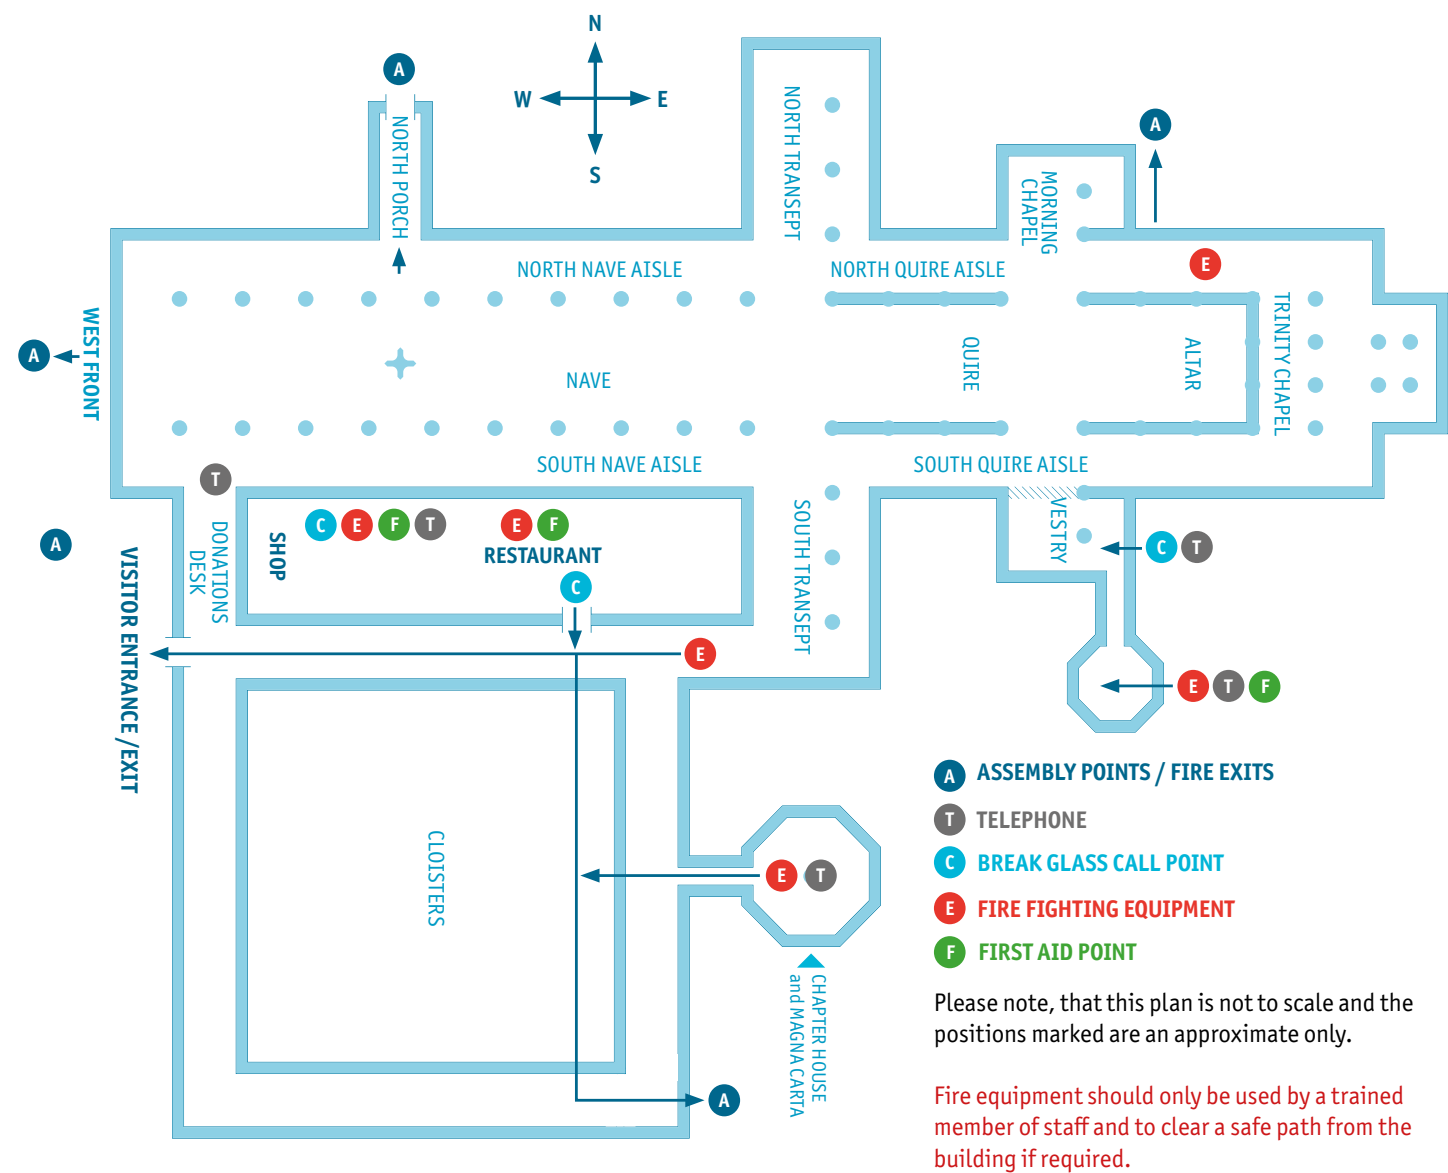 N
A
W
E
S
A
NORTH PORCH
NORTH TRANSEPT
MORNING
CHAPEL
NORTH NAVE AISLE
NORTH QUIRE AISLE
E
A
WEST FRONT
NAVE
QUIRE
ALTAR
TRINITY CHAPEL
SOUTH NAVE AISLE
SOUTH QUIRE AISLE
T
A
VISITOR ENTRANCE /EXIT
DONATIONS
DESK
SHOP
C
E
F
T
E
F
RESTAURANT
C
SOUTH TRANSEPT
VESTRY
C
T
E
E
T
F
CLOISTERS
E
T
CHAPTER HOUSE
and MAGNA CARTA
A
A ASSEMBLY POINTS / FIRE EXITS
T TELEPHONE
C BREAK GLASS CALL POINT
E FIRE FIGHTING EQUIPMENT
F FIRST AID POINT
Please note, that this plan is not to scale and the
positions marked are an approximate only.
Fire equipment should only be used by a trained
member of staff and to clear a safe path from the
building if required.